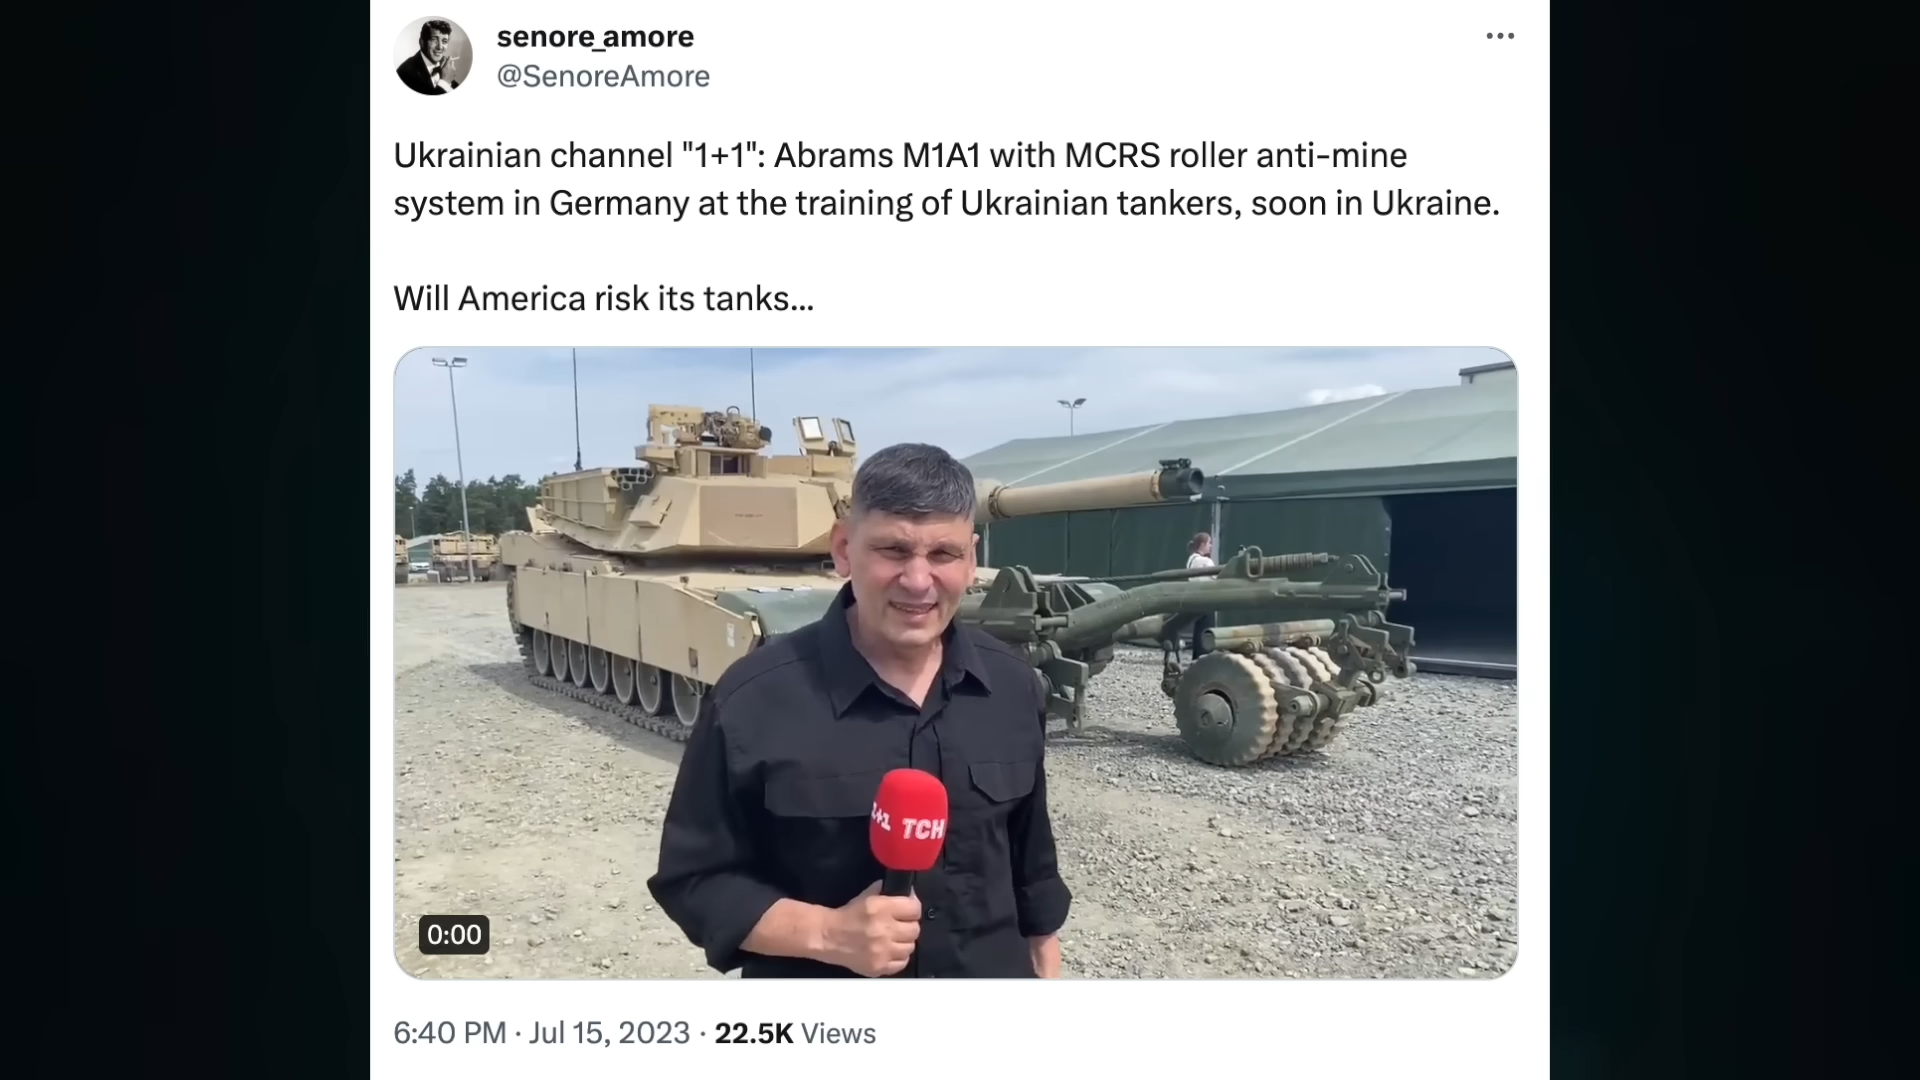 senore_amore
@SenoreAmore
Ukrainian channel "1+1": Abrams M1A1 with MCRS roller anti-mine
system in Germany at the training of Ukrainian tankers, soon in Ukraine.
Will America risk its tanks...
1+1 ТСН
0:00
6:40 PM · Jul 15, 2023 · 22.5K Views